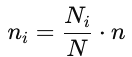 n_i = \frac{N_i}{N} \cdot n